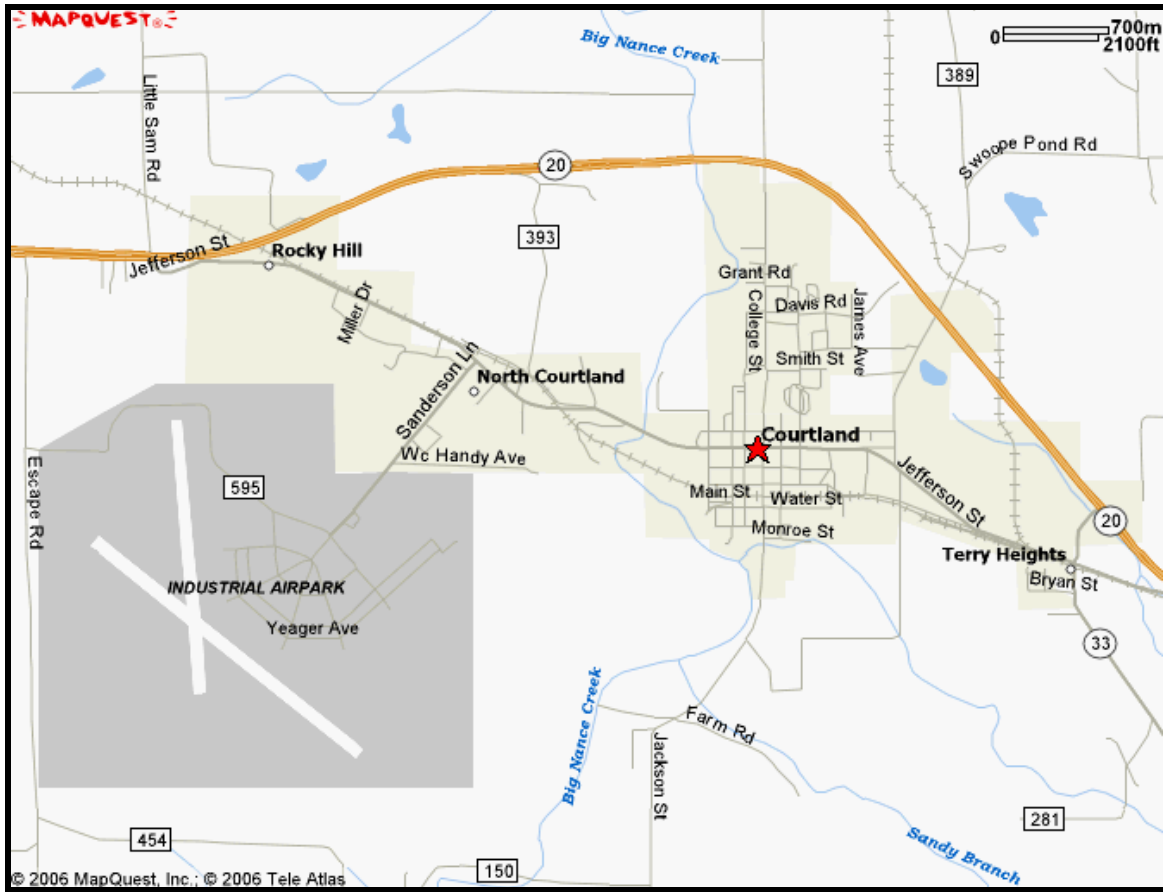 MAPQUEST
Big Nance Creek
0
700m
2100ft
389
Little Sam Rd
Swoope Pond Rd
20
393
Jefferson St
Rocky Hill
Grant Rd
Davis Rd
James Ave
College St
Miller Dr
Smith St
Sanderson Ln
North Courtland
Courtland
Wc Handy Ave
Escape Rd
595
Main St
Water St
Jefferson St
Monroe St
20
Terry Heights
Bryan St
INDUSTRIAL AIRPARK
Yeager Ave
33
Big Nance Creek
Farm Rd
Jackson St
281
454
Sandy Branch
150
© 2006 MapQuest, Inc.; © 2006 Tele Atlas